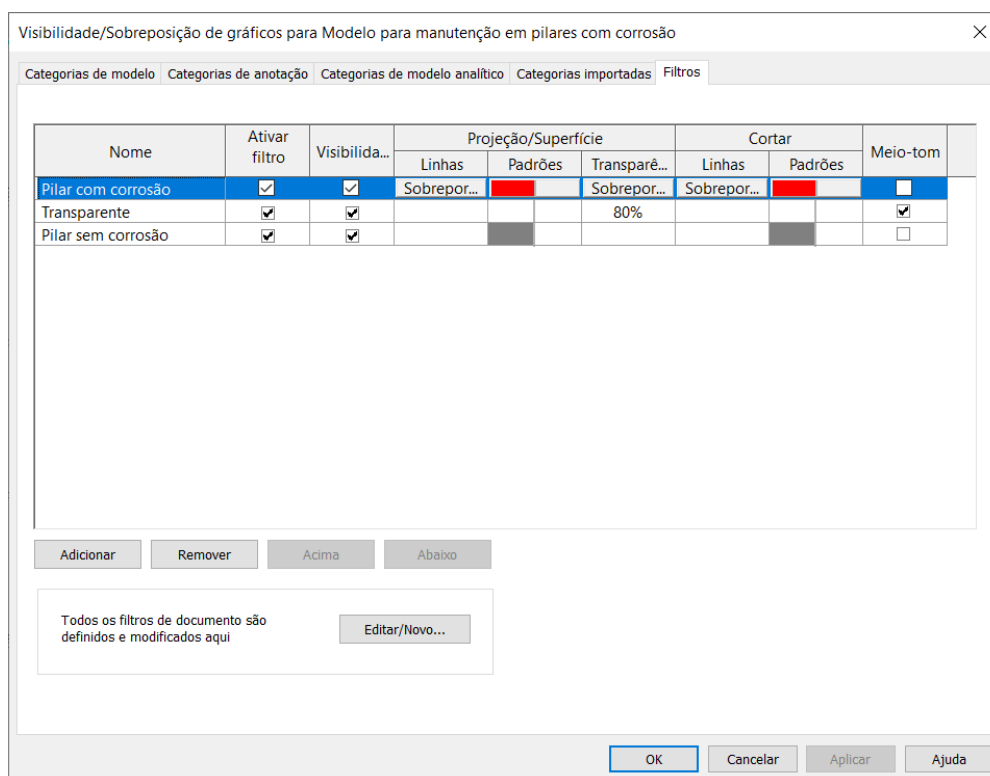 Visibilidade/Sobreposição de gráficos para Modelo para manutenção em pilares com corrosão
Categorias de modelo Categorias de anotação Categorias de modelo analítico Categorias importadas Filtros
Nome Ativar filtro Visibilida... Projeção/Superfície Cortar Meio-tom
Linhas Padrões Transparê... Linhas Padrões
Pilar com corrosão Sobrepor... Sobrepor... Sobrepor...
Transparente 80%
Pilar sem corrosão
Adicionar Remover Acima Abaixo
Todos os filtros de documento são
definidos e modificados aqui
Editar/Novo...
OK Cancelar Aplicar Ajuda